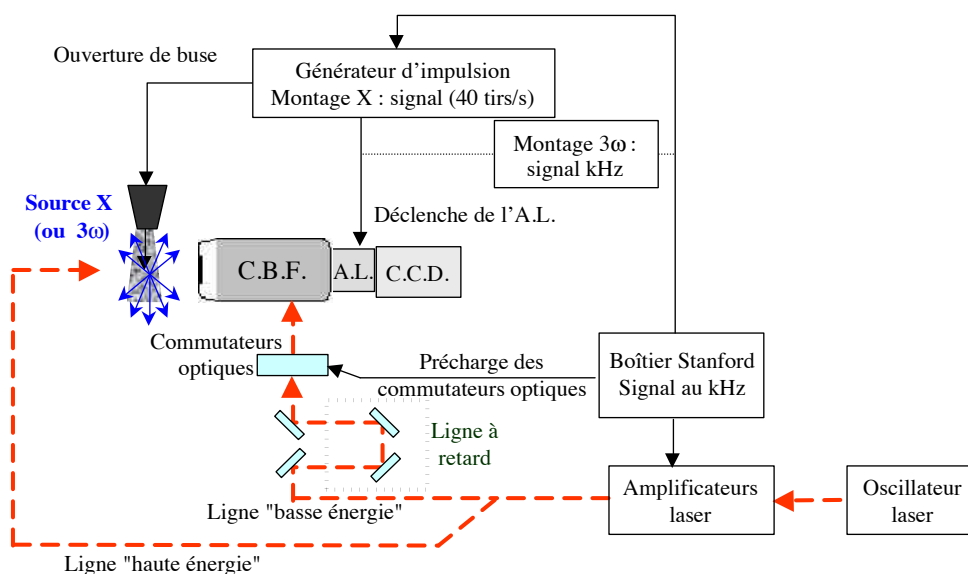 Ouverture de buse
Générateur d’impulsion
Montage X : signal (40 tirs/s)
Montage 3ω :
signal kHz
Source X
(ou 3ω)
Déclenche de l’A.L.
C.B.F.
A.L.
C.C.D.
Commutateurs
optiques
Précharge des
commutateurs optiques
Boîtier Stanford
Signal au kHz
Ligne à
retard
Ligne "basse énergie"
Amplificateurs
laser
Oscillateur
laser
Ligne "haute énergie"